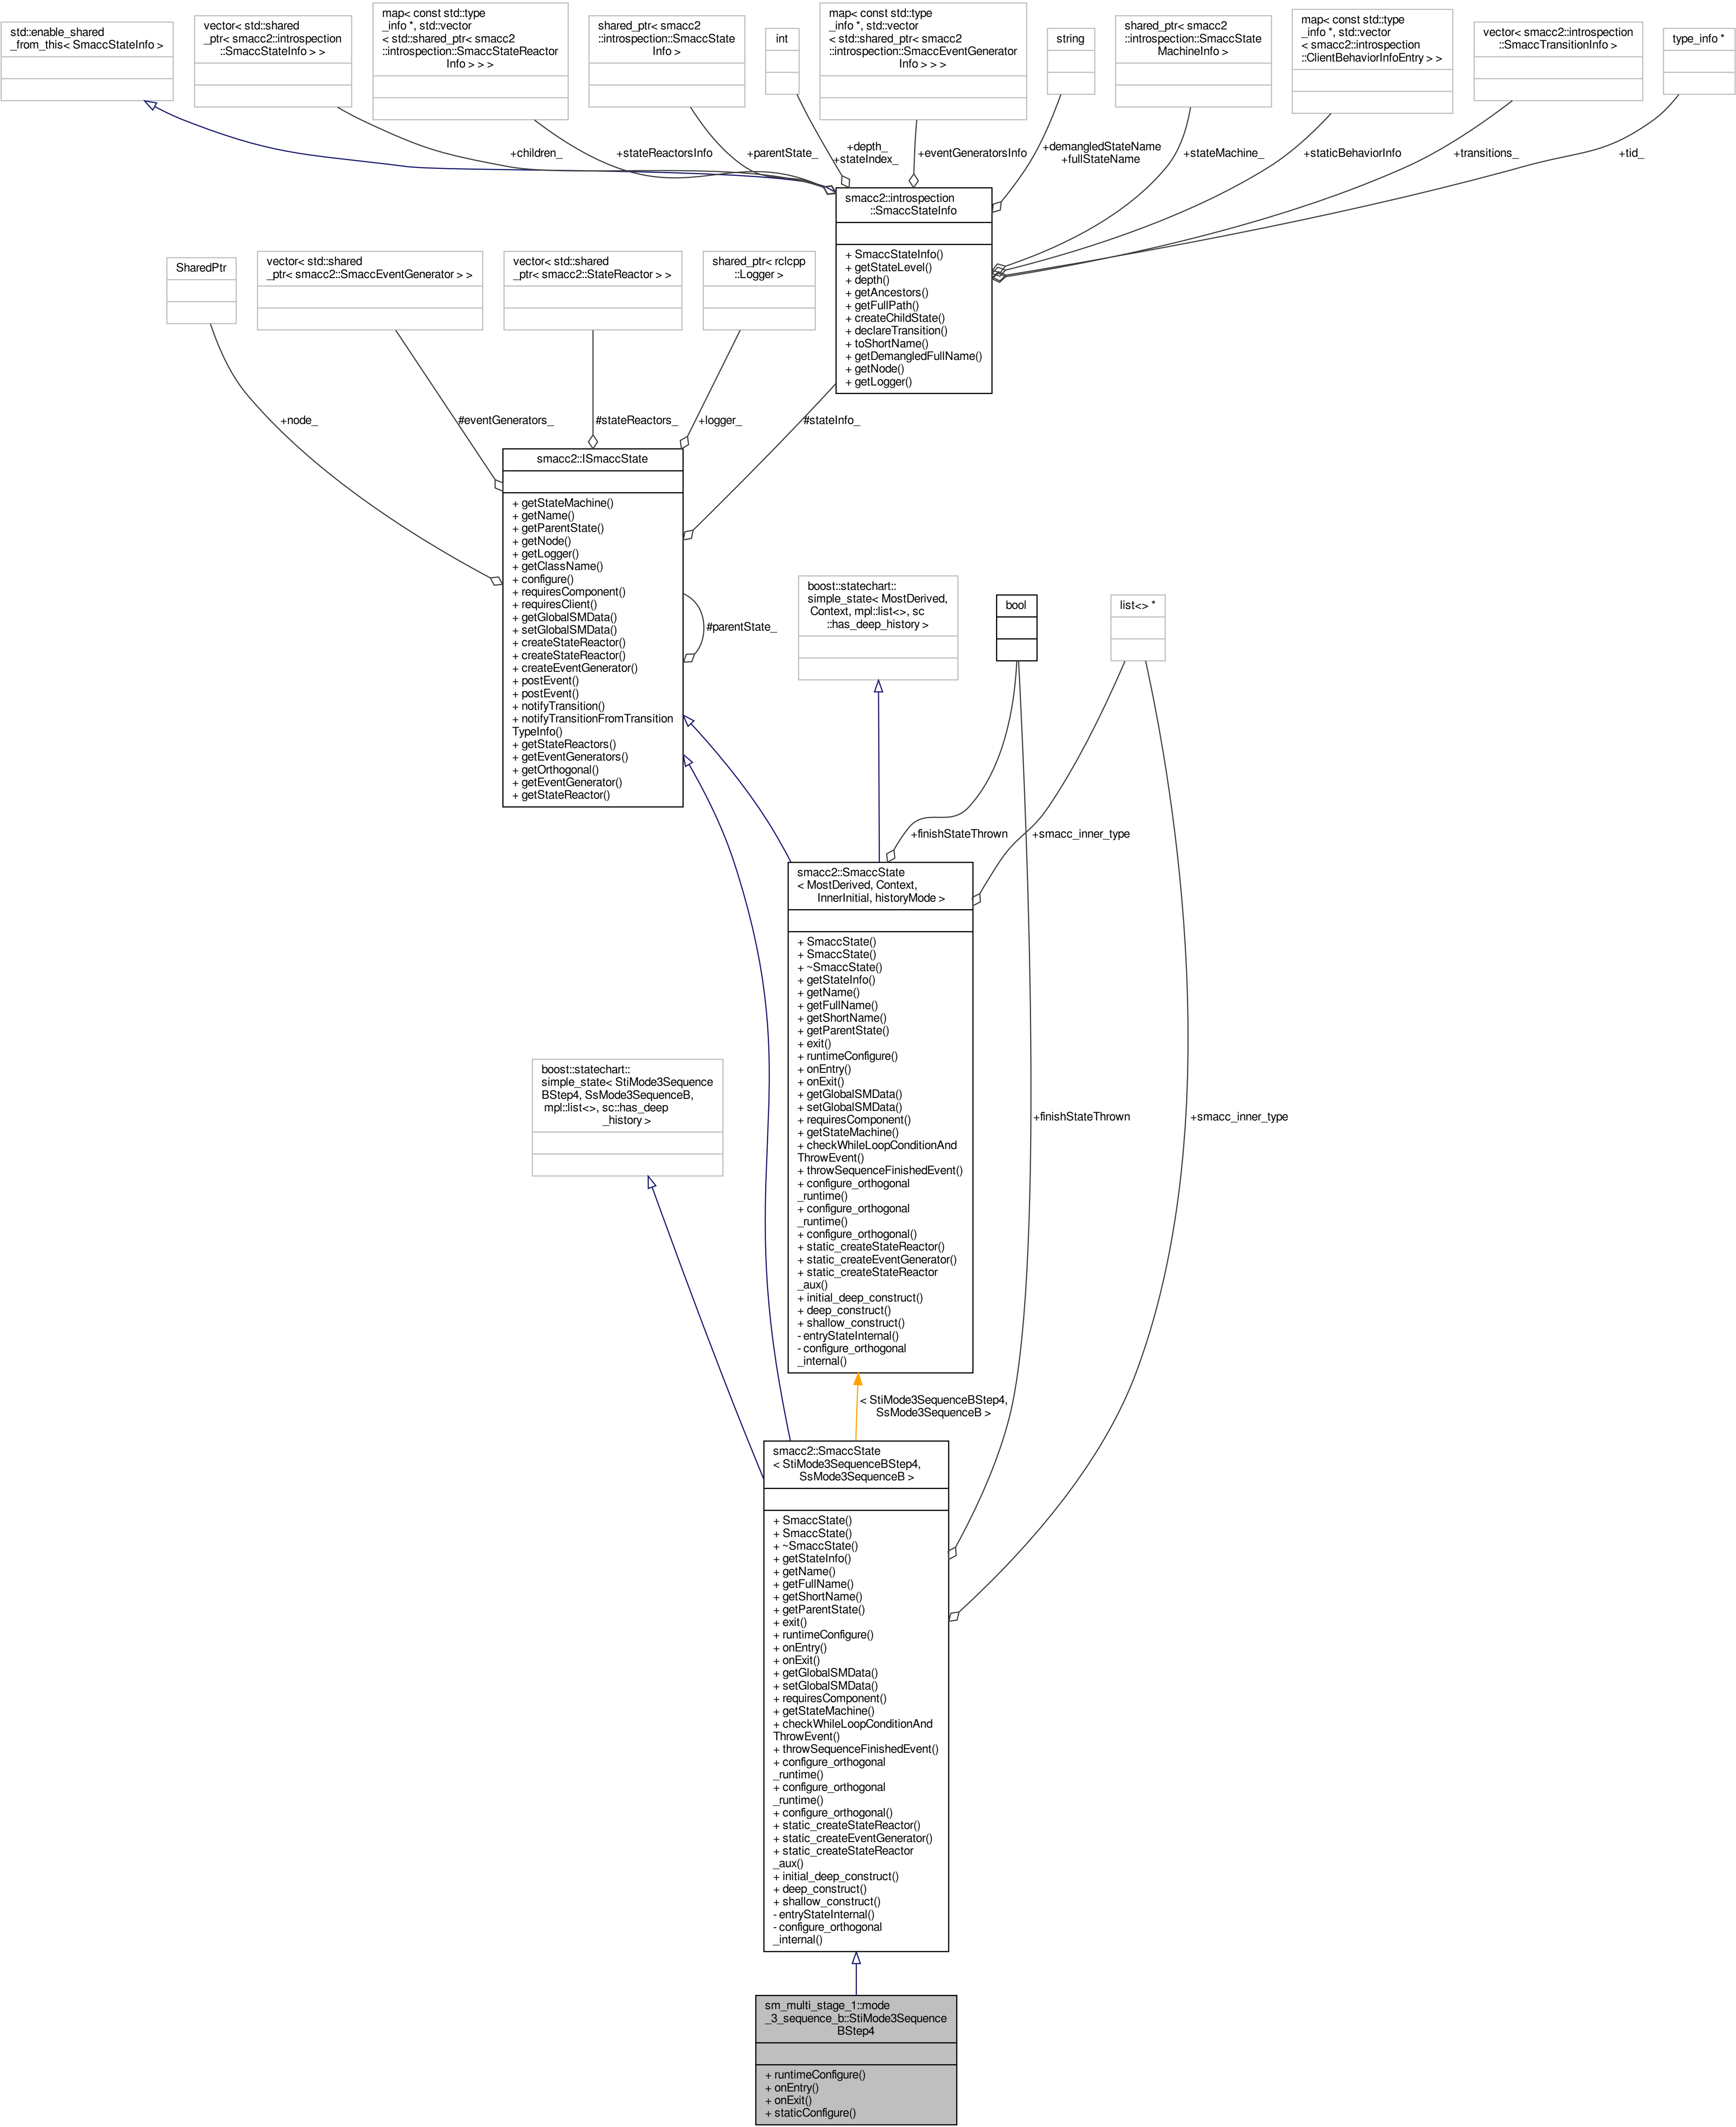 std::enable_shared
_from_this< SmaccStateInfo >
vector< std::shared
_ptr< smacc2::introspection
::SmaccStateInfo > >
map< const std::type
_info *, std::vector
< std::shared_ptr< smacc2
::introspection::SmaccStateReactor
Info > > >
shared_ptr< smacc2
::introspection::SmaccState
Info >
int
map< const std::type
_info *, std::vector
< std::shared_ptr< smacc2
::introspection::SmaccEventGenerator
Info > > >
string
shared_ptr< smacc2
::introspection::SmaccState
MachineInfo >
map< const std::type
_info *, std::vector
< smacc2::introspection
::ClientBehaviorInfoEntry > >
vector< smacc2::introspection
::SmaccTransitionInfo >
type_info *
+children_
+stateReactorsInfo
+parentState_
+depth_
+stateIndex_
+eventGeneratorsInfo
+demangledStateName
+fullStateName
+stateMachine_
+staticBehaviorInfo
+transitions_
+tid_
smacc2::introspection
::SmaccStateInfo
+ SmaccStateInfo()
+ getStateLevel()
+ depth()
+ getAncestors()
+ getFullPath()
+ createChildState()
+ declareTransition()
+ toShortName()
+ getDemangledFullName()
+ getNode()
+ getLogger()
SharedPtr
vector< std::shared
_ptr< smacc2::SmaccEventGenerator > >
vector< std::shared
_ptr< smacc2::StateReactor > >
shared_ptr< rclcpp
::Logger >
+node_
#eventGenerators_
#stateReactors_
+logger_
#stateInfo_
smacc2::ISmaccState
+ getStateMachine()
+ getName()
+ getParentState()
+ getNode()
+ getLogger()
+ getClassName()
+ configure()
+ requiresComponent()
+ requiresClient()
+ getGlobalSMData()
+ setGlobalSMData()
+ createStateReactor()
+ createStateReactor()
+ createEventGenerator()
+ postEvent()
+ postEvent()
+ notifyTransition()
+ notifyTransitionFromTransition
TypeInfo()
+ getStateReactors()
+ getEventGenerators()
+ getOrthogonal()
+ getEventGenerator()
+ getStateReactor()
#parentState_
boost::statechart::
simple_state< MostDerived,
Context, mpl::list<>, sc
::has_deep_history >
bool
list<> *
+finishStateThrown
+smacc_inner_type
smacc2::SmaccState
< MostDerived, Context,
InnerInitial, historyMode >
+ SmaccState()
+ SmaccState()
+ ~SmaccState()
+ getStateInfo()
+ getName()
+ getFullName()
+ getShortName()
+ getParentState()
+ exit()
+ runtimeConfigure()
+ onEntry()
+ onExit()
+ getGlobalSMData()
+ setGlobalSMData()
+ requiresComponent()
+ getStateMachine()
+ checkWhileLoopConditionAnd
ThrowEvent()
+ throwSequenceFinishedEvent()
+ configure_orthogonal
_runtime()
+ configure_orthogonal
_runtime()
+ configure_orthogonal()
+ static_createStateReactor()
+ static_createEventGenerator()
+ static_createStateReactor
_aux()
+ initial_deep_construct()
+ deep_construct()
+ shallow_construct()
- entryStateInternal()
- configure_orthogonal
_internal()
boost::statechart::
simple_state< StiMode3Sequence
BStep4, SsMode3SequenceB,
mpl::list<>, sc::has_deep
_history >
+finishStateThrown
+smacc_inner_type
< StiMode3SequenceBStep4,
SsMode3SequenceB >
smacc2::SmaccState
< StiMode3SequenceBStep4,
SsMode3SequenceB >
+ SmaccState()
+ SmaccState()
+ ~SmaccState()
+ getStateInfo()
+ getName()
+ getFullName()
+ getShortName()
+ getParentState()
+ exit()
+ runtimeConfigure()
+ onEntry()
+ onExit()
+ getGlobalSMData()
+ setGlobalSMData()
+ requiresComponent()
+ getStateMachine()
+ checkWhileLoopConditionAnd
ThrowEvent()
+ throwSequenceFinishedEvent()
+ configure_orthogonal
_runtime()
+ configure_orthogonal
_runtime()
+ configure_orthogonal()
+ static_createStateReactor()
+ static_createEventGenerator()
+ static_createStateReactor
_aux()
+ initial_deep_construct()
+ deep_construct()
+ shallow_construct()
- entryStateInternal()
- configure_orthogonal
_internal()
sm_multi_stage_1::mode
_3_sequence_b::StiMode3Sequence
BStep4
+ runtimeConfigure()
+ onEntry()
+ onExit()
+ staticConfigure()